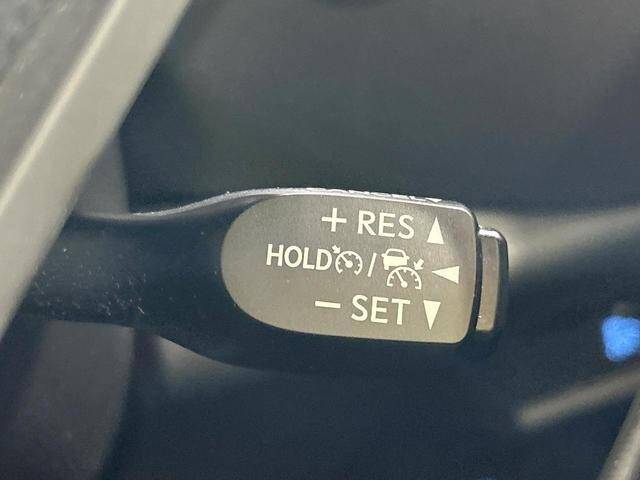 + RES ▲
HOLD / ◀
− SET ▼